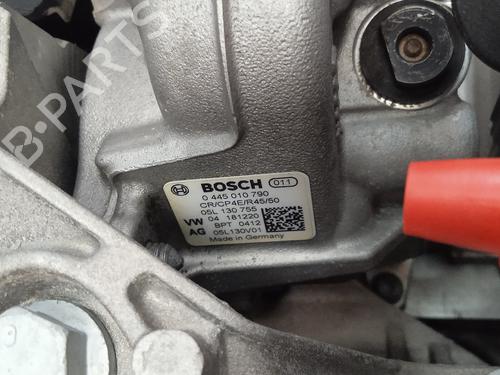 B-PARTS
BOSCH 011
0 445 010 790
CR/CP4E/R45/50
05L 130 755
VW 04 181220
AG BPT 0412
05L130V01
Made in Germany